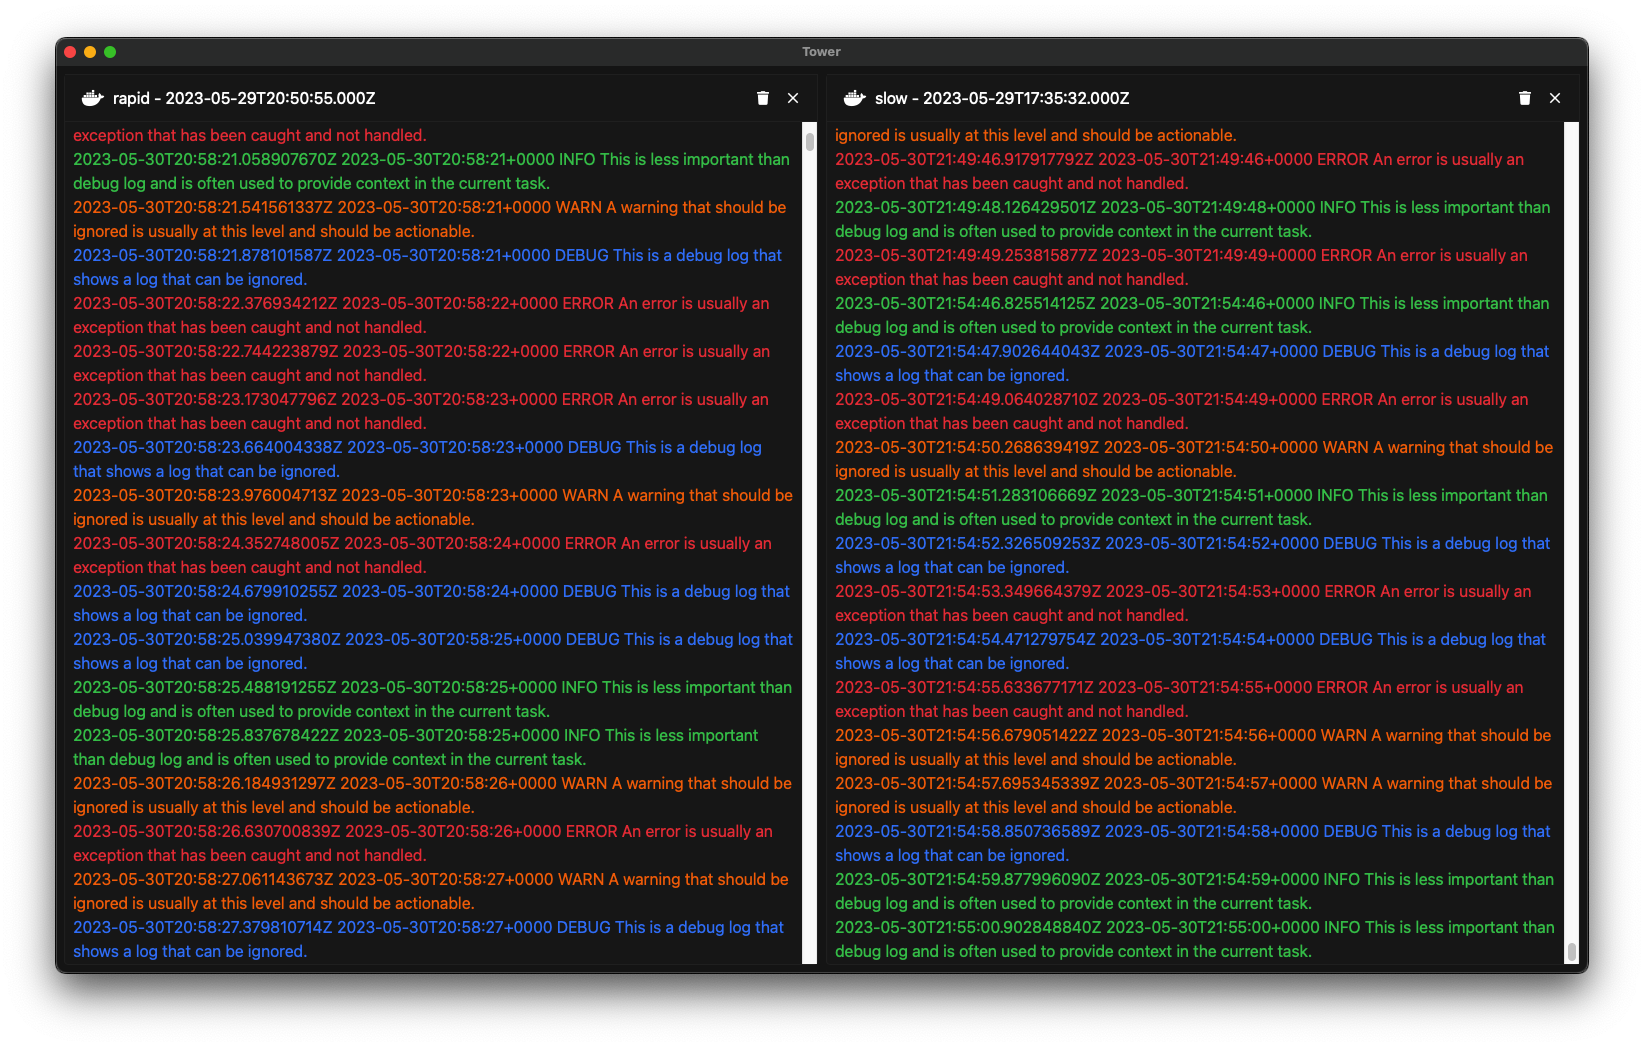 Tower
rapid - 2023-05-29T20:50:55.000Z
exception that has been caught and not handled.
2023-05-30T20:58:21.058907670Z 2023-05-30T20:58:21+0000 INFO This is less important than
debug log and is often used to provide context in the current task.
2023-05-30T20:58:21.541561337Z 2023-05-30T20:58:21+0000 WARN A warning that should be
ignored is usually at this level and should be actionable.
2023-05-30T20:58:21.878101587Z 2023-05-30T20:58:21+0000 DEBUG This is a debug log that
shows a log that can be ignored.
2023-05-30T20:58:22.376934212Z 2023-05-30T20:58:22+0000 ERROR An error is usually an
exception that has been caught and not handled.
2023-05-30T20:58:22.744223879Z 2023-05-30T20:58:22+0000 ERROR An error is usually an
exception that has been caught and not handled.
2023-05-30T20:58:23.173047796Z 2023-05-30T20:58:23+0000 ERROR An error is usually an
exception that has been caught and not handled.
2023-05-30T20:58:23.664004338Z 2023-05-30T20:58:23+0000 DEBUG This is a debug log
that shows a log that can be ignored.
2023-05-30T20:58:23.976004713Z 2023-05-30T20:58:23+0000 WARN A warning that should be
ignored is usually at this level and should be actionable.
2023-05-30T20:58:24.352748005Z 2023-05-30T20:58:24+0000 ERROR An error is usually an
exception that has been caught and not handled.
2023-05-30T20:58:24.679910255Z 2023-05-30T20:58:24+0000 DEBUG This is a debug log that
shows a log that can be ignored.
2023-05-30T20:58:25.039947380Z 2023-05-30T20:58:25+0000 DEBUG This is a debug log that
shows a log that can be ignored.
2023-05-30T20:58:25.488191255Z 2023-05-30T20:58:25+0000 INFO This is less important than
debug log and is often used to provide context in the current task.
2023-05-30T20:58:25.837678422Z 2023-05-30T20:58:25+0000 INFO This is less important
than debug log and is often used to provide context in the current task.
2023-05-30T20:58:26.184931297Z 2023-05-30T20:58:26+0000 WARN A warning that should be
ignored is usually at this level and should be actionable.
2023-05-30T20:58:26.630700839Z 2023-05-30T20:58:26+0000 ERROR An error is usually an
exception that has been caught and not handled.
2023-05-30T20:58:27.061143673Z 2023-05-30T20:58:27+0000 WARN A warning that should be
ignored is usually at this level and should be actionable.
2023-05-30T20:58:27.379810714Z 2023-05-30T20:58:27+0000 DEBUG This is a debug log that
shows a log that can be ignored.
slow - 2023-05-29T17:35:32.000Z
ignored is usually at this level and should be actionable.
2023-05-30T21:49:46.917917792Z 2023-05-30T21:49:46+0000 ERROR An error is usually an
exception that has been caught and not handled.
2023-05-30T21:49:48.126429501Z 2023-05-30T21:49:48+0000 INFO This is less important than
debug log and is often used to provide context in the current task.
2023-05-30T21:49:49.253815877Z 2023-05-30T21:49:49+0000 ERROR An error is usually an
exception that has been caught and not handled.
2023-05-30T21:54:46.825514125Z 2023-05-30T21:54:46+0000 INFO This is less important than
debug log and is often used to provide context in the current task.
2023-05-30T21:54:47.902644043Z 2023-05-30T21:54:47+0000 DEBUG This is a debug log that
shows a log that can be ignored.
2023-05-30T21:54:49.064028710Z 2023-05-30T21:54:49+0000 ERROR An error is usually an
exception that has been caught and not handled.
2023-05-30T21:54:50.268639419Z 2023-05-30T21:54:50+0000 WARN A warning that should be
ignored is usually at this level and should be actionable.
2023-05-30T21:54:51.283106669Z 2023-05-30T21:54:51+0000 INFO This is less important than
debug log and is often used to provide context in the current task.
2023-05-30T21:54:52.326509253Z 2023-05-30T21:54:52+0000 DEBUG This is a debug log that
shows a log that can be ignored.
2023-05-30T21:54:53.349664379Z 2023-05-30T21:54:53+0000 ERROR An error is usually an
exception that has been caught and not handled.
2023-05-30T21:54:54.471279754Z 2023-05-30T21:54:54+0000 DEBUG This is a debug log that
shows a log that can be ignored.
2023-05-30T21:54:55.633677171Z 2023-05-30T21:54:55+0000 ERROR An error is usually an
exception that has been caught and not handled.
2023-05-30T21:54:56.679051422Z 2023-05-30T21:54:56+0000 WARN A warning that should be
ignored is usually at this level and should be actionable.
2023-05-30T21:54:57.695345339Z 2023-05-30T21:54:57+0000 WARN A warning that should be
ignored is usually at this level and should be actionable.
2023-05-30T21:54:58.850736589Z 2023-05-30T21:54:58+0000 DEBUG This is a debug log that
shows a log that can be ignored.
2023-05-30T21:54:59.877996090Z 2023-05-30T21:54:59+0000 INFO This is less important than
debug log and is often used to provide context in the current task.
2023-05-30T21:55:00.902848840Z 2023-05-30T21:55:00+0000 INFO This is less important than
debug log and is often used to provide context in the current task.